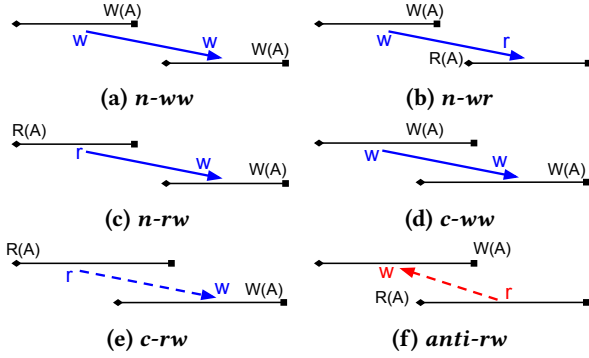 W(A)
w w W(A)
(a) n-ww
W(A)
w r
R(A)
(b) n-wr
R(A)
r w W(A)
(c) n-rw
W(A)
w w W(A)
(d) c-ww
R(A)
r w W(A)
(e) c-rw
W(A)
w
R(A) r
(f) anti-rw